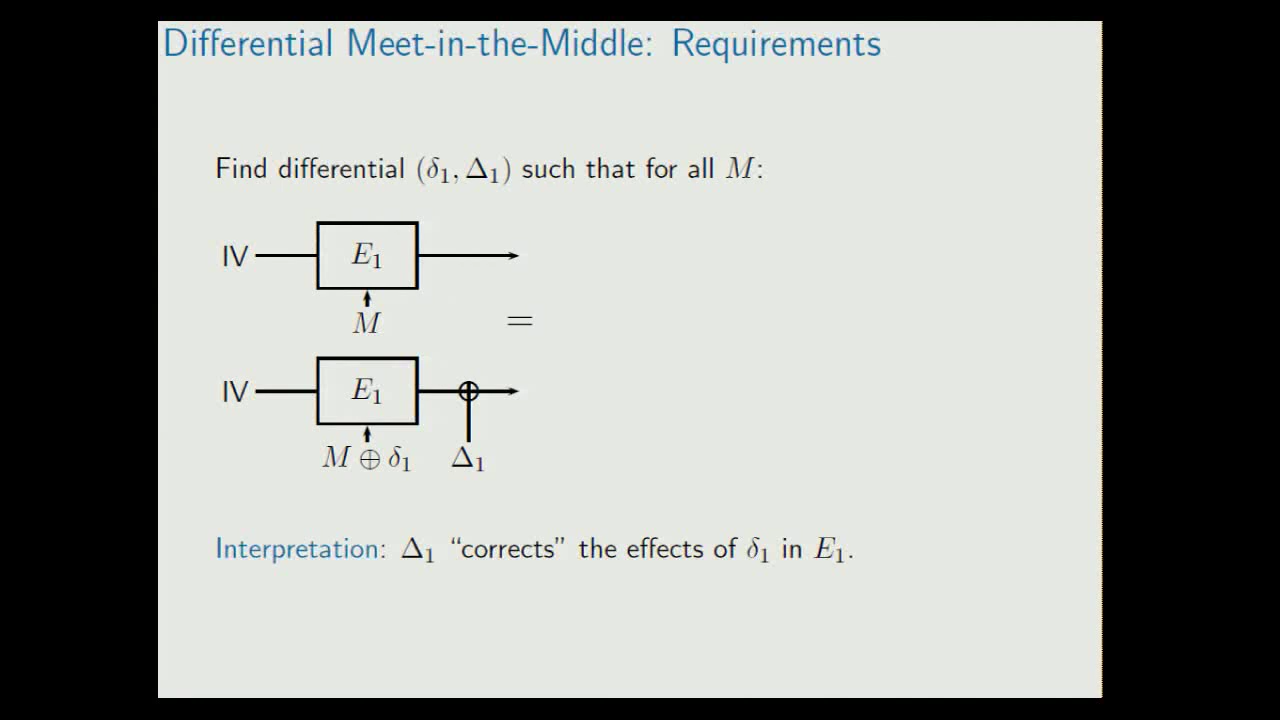 Differential Meet-in-the-Middle: Requirements
Find differential (δ₁, Δ₁) such that for all M:
IV E₁
M
=
IV E₁ ⊕
M ⊕ δ₁ Δ₁
Interpretation: Δ₁ “corrects” the effects of δ₁ in E₁.